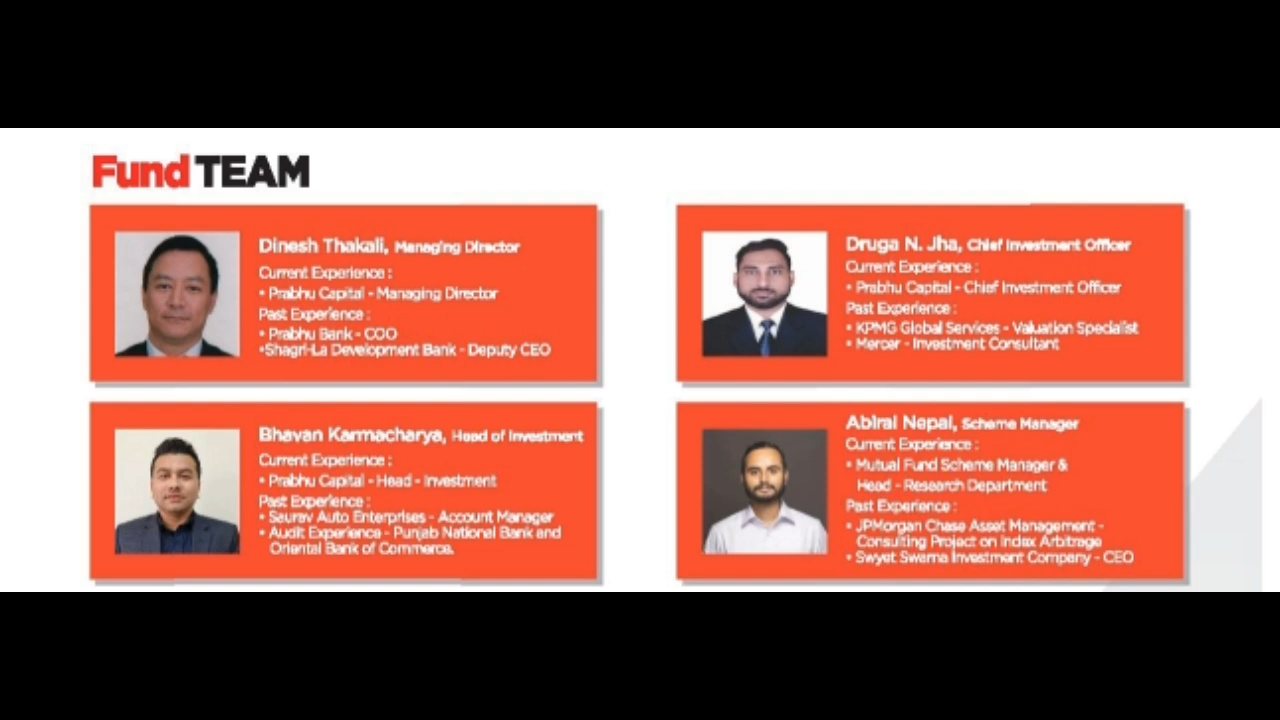 Fund TEAM
Dinesh Thakali, Managing Director
Current Experience :
• Prabhu Capital - Managing Director
Past Experience :
• Prabhu Bank - COO
•Shagri-La Development Bank - Deputy CEO
Druga N. Jha, Chief Investment Officer
Current Experience :
• Prabhu Capital - Chief Investment Officer
Past Experience :
• KPMG Global Services - Valuation Specialist
• Mercer - Investment Consultant
Bhavan Karmacharya, Head of Investment
Current Experience :
• Prabhu Capital - Head - Investment
Past Experience :
• Saurav Auto Enterprises - Account Manager
• Audit Experience - Punjab National Bank and
Oriental Bank of Commerce.
Abiral Nepal, Scheme Manager
Current Experience :
• Mutual Fund Scheme Manager &
Head - Research Department
Past Experience :
• JPMorgan Chase Asset Management -
Consulting Project on Index Arbitrage
• Swyet Swarna Investment Company - CEO